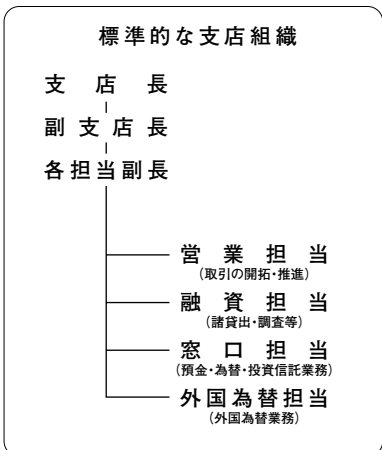 標準的な支店組織
支店長
副支店長
各担当副長
営業担当
(取引の開拓・推進)
融資担当
(諸貸出・調査等)
窓口担当
(預金・為替・投資信託業務)
外国為替担当
(外国為替業務)